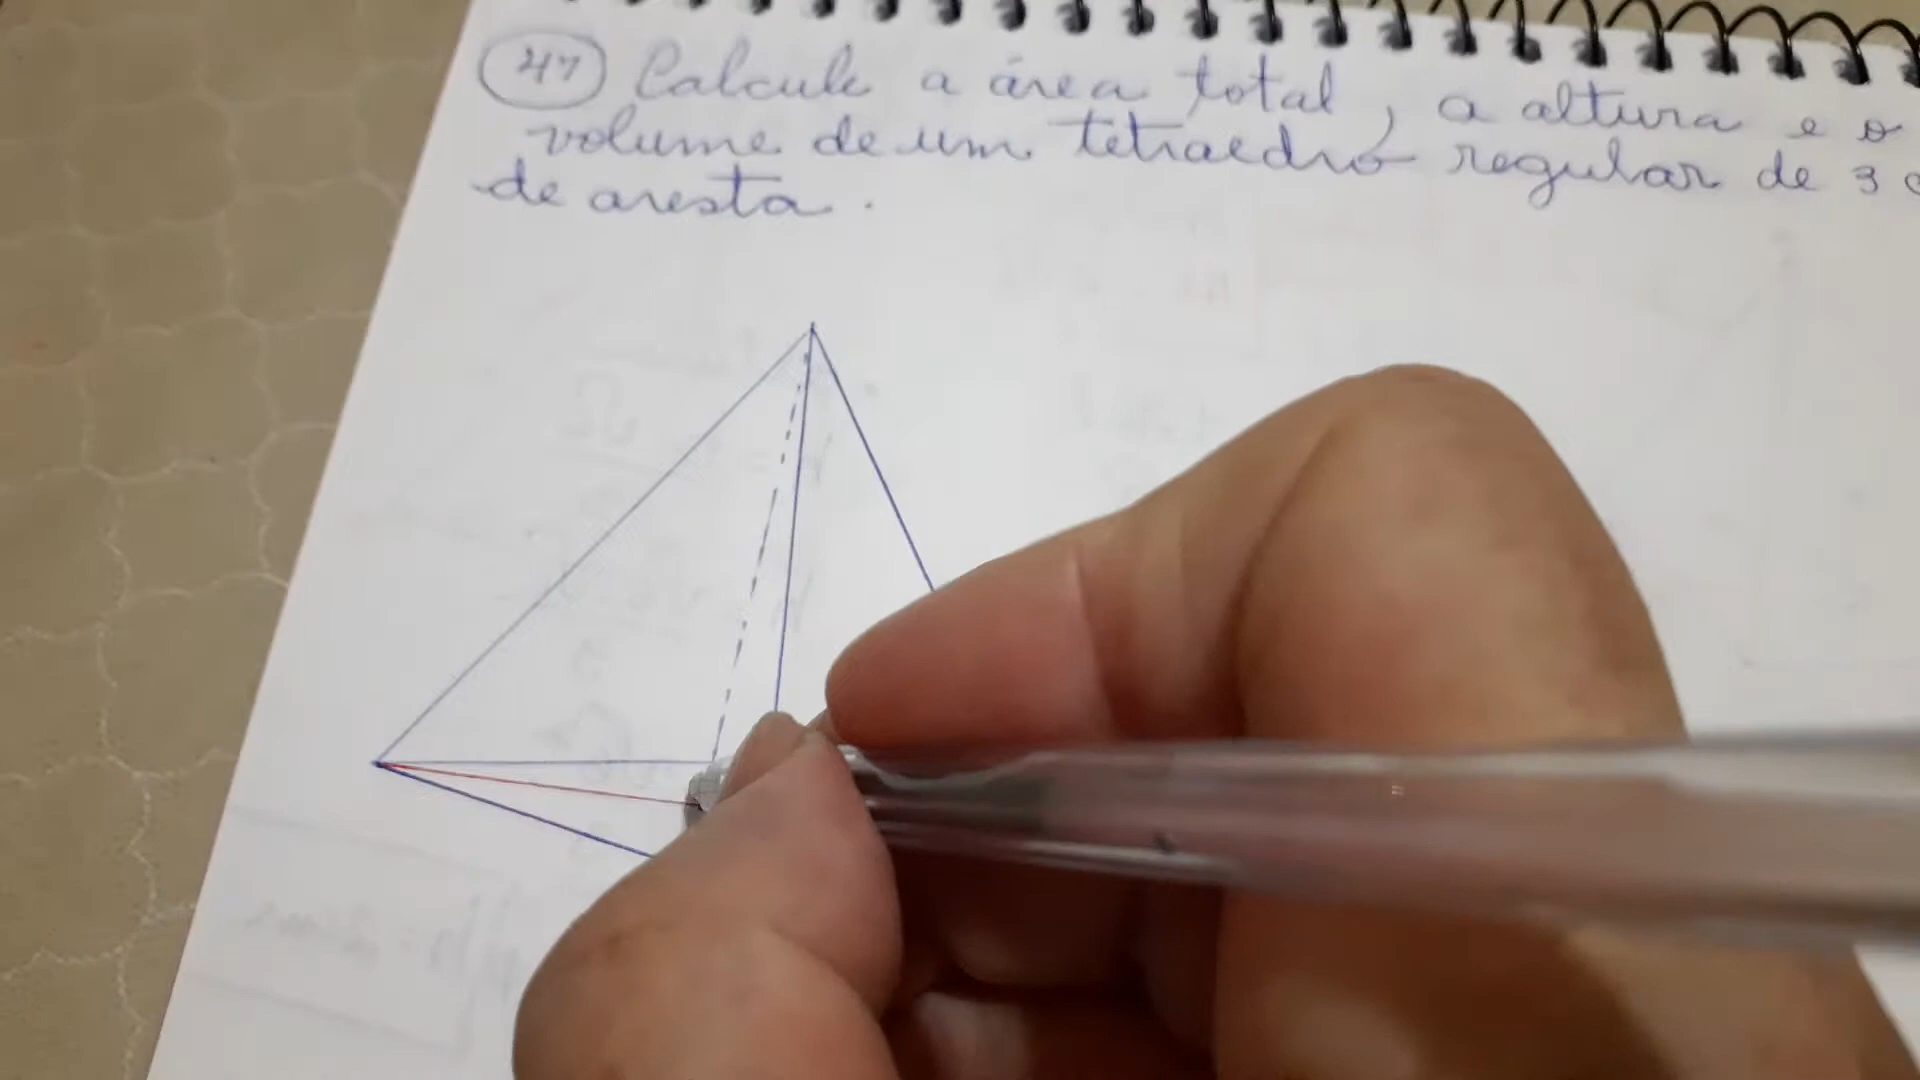 47 Calcule a área total, a altura e o
volume de um tetraedro regular de 3
de aresta.